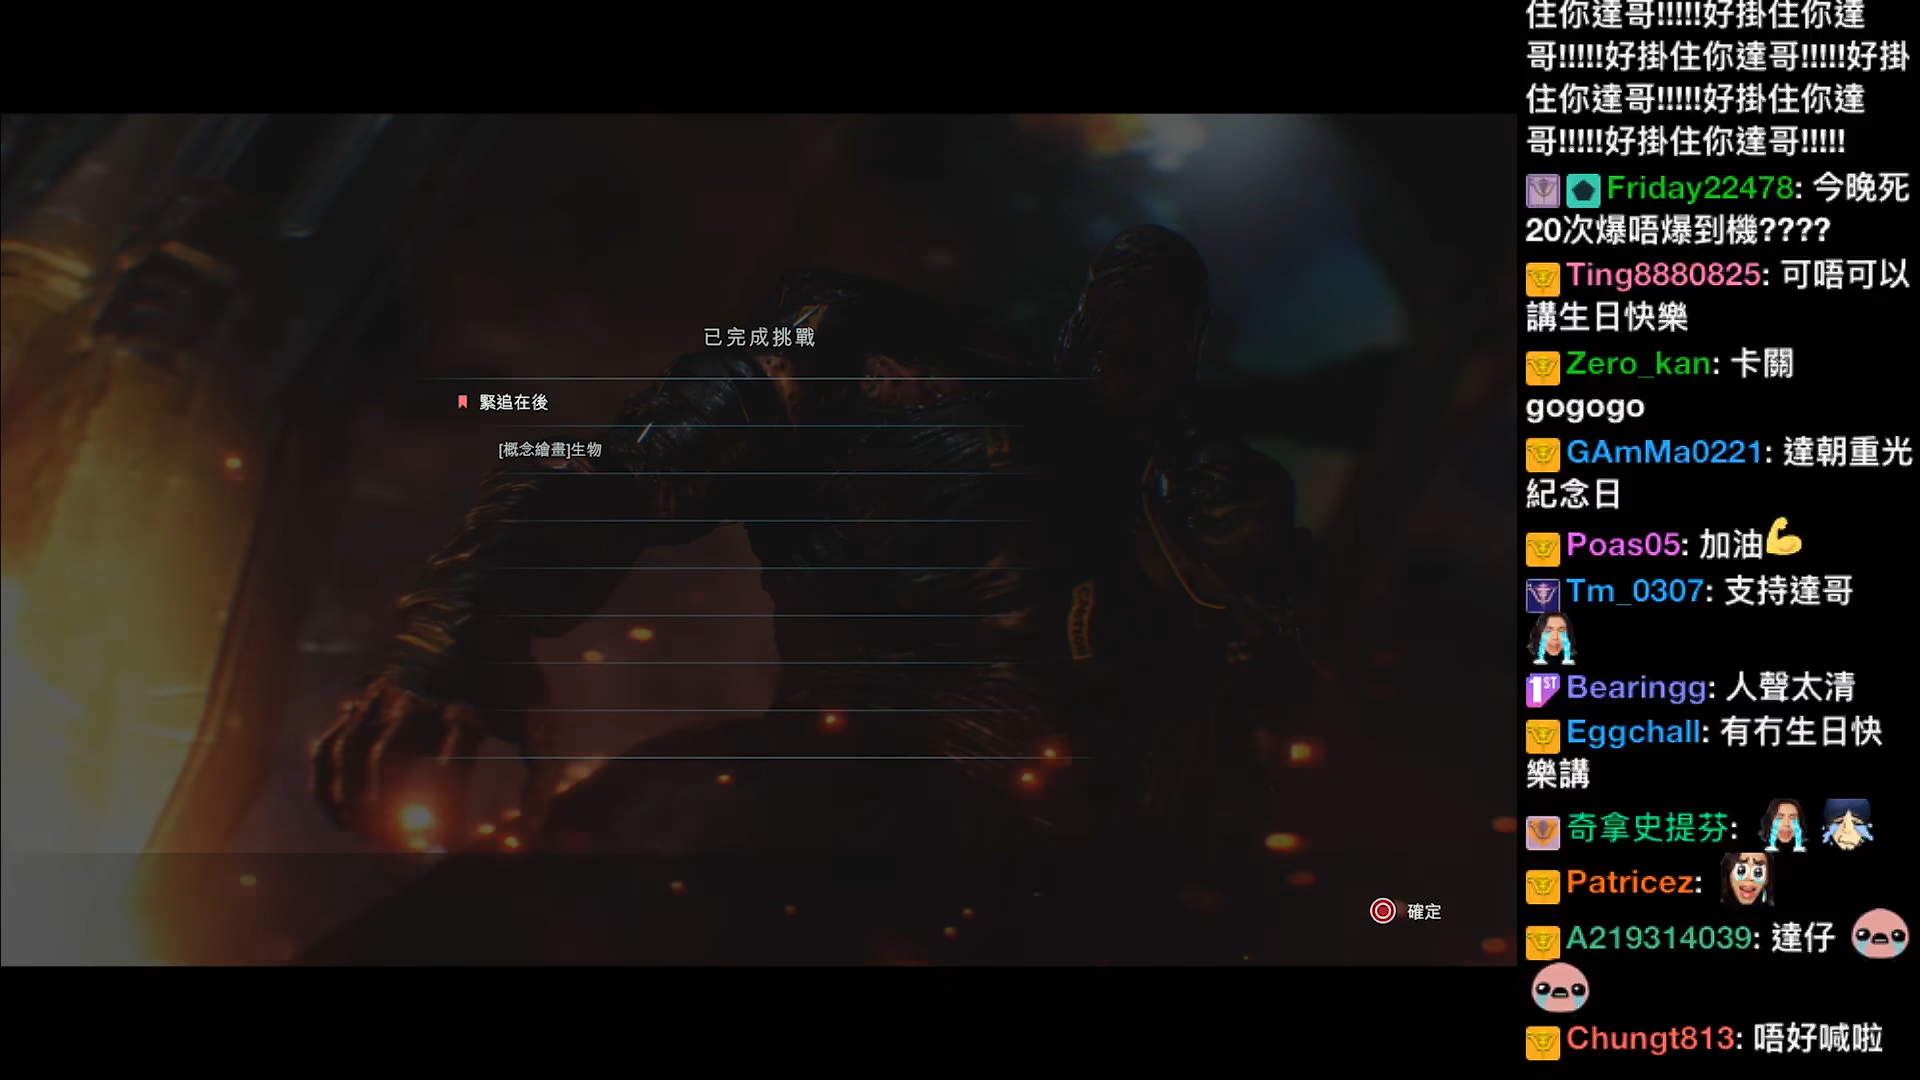 已完成挑戰
緊追在後
[概念繪畫]生物
CAUTION
確定
住你達哥!!!!!好掛住你達
哥!!!!!好掛住你達哥!!!!!好掛
住你達哥!!!!!好掛住你達
哥!!!!!好掛住你達哥!!!!!
Friday22478: 今晚死
20次爆唔爆到機????
Ting8880825: 可唔可以
講生日快樂
Zero_kan: 卡關
gogogo
GAmMa0221: 達朝重光
紀念日
Poas05: 加油💪
Tm_0307: 支持達哥
1ST Bearingg: 人聲太清
Eggchall: 有冇生日快
樂講
奇拿史提芬:
Patricez:
A219314039: 達仔
Chungt813: 唔好喊啦